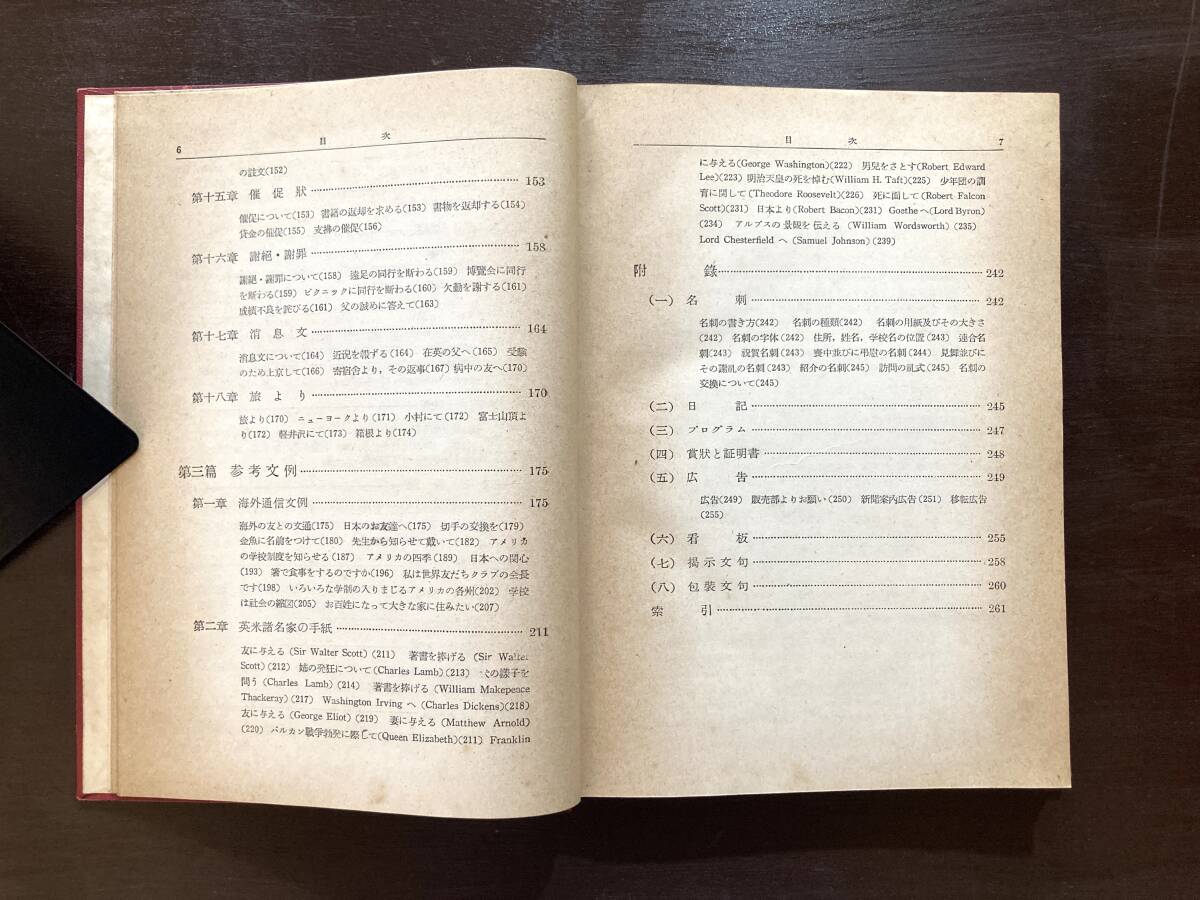 6 目次
の註文(152)
第十五章 催促狀 153
催促について(153) 書籍の返却を求める(153) 書物を返却する(154)
貸金の催促(155) 支拂の催促(156)
第十六章 謝絕・謝罪 158
謝絕・謝罪について(158) 遠足の同行を断わる(159) 博覽会に同行
を断わる(159) ピクニックに同行を断わる(160) 欠勤を謝する(161)
成績不良を詫びる(161) 父の誡めに答えて(163)
第十七章 消息文 164
消息文について(164) 近況を報ずる(164) 在英の父へ(165) 受験
のため上京して(166) 寄宿舎より,その返事(167) 病中の友へ(170)
第十八章 旅より 170
旅より(170) ニューヨークより(171) 小村にて(172) 富士山頂よ
り(172) 軽井沢にて(173) 箱根より(174)
第三篇 参考文例 175
第一章 海外通信文例 175
海外の友との文通(175) 日本のお友達へ(175) 切手の交換を(179)
金魚に名前をつけて(180) 先生から知らせて戴いて(182) アメリカ
の学校制度を知らせる(187) アメリカの四季(189) 日本への関心
(193) 箸で食事をするのですか(196) 私は世界友だちクラブの会長
です(198) いろいろな学制の入りまじるアメリカの各州(202) 学校
は社会の縮図(205) お百姓になって大きな家に住みたい(207)
第二章 英米諸名家の手紙 211
友に与える(Sir Walter Scott)(211) 著書を捧げる(Sir Walter
Scott)(212) 姉の発狂について(Charles Lamb)(213) の様子を
問う(Charles Lamb)(214) 著書を捧げる(William Makepeace
Thackeray)(217) Washington Irving へ(Charles Dickens)(218)
友に与える(George Eliot)(219) 妻に与える(Matthew Arnold)
(220) バルカン戰爭勃発に際して(Queen Elizabeth)(211) Franklin
目次 7
に与える(George Washington)(222) 男兒をさとす(Robert Edward
Lee)(223) 明治天皇の死を悼む(William H. Taft)(225) 少年団の訓
育に関して(Theodore Roosevelt)(226) 死に面して(Robert Falcon
Scott)(231) 日本より(Robert Bacon)(231) Goethe へ(Lord Byron)
(234) アルプスの景観を伝える(William Wordsworth)(235)
Lord Chesterfield へ(Samuel Johnson)(239)
附錄 242
(一) 名刺 242
名刺の書き方(242) 名刺の種類(242) 名刺の用紙及びその大きさ
(242) 名刺の字体(242) 住所,姓名,学校名の位置(243) 連合名
刺(243) 祝賀名刺(243) 喪中並びに弔慰の名刺(244) 見舞並びに
その謝礼の名刺(243) 紹介の名刺(245) 訪問の礼式(245) 名刺の
交換について(245)
(二) 日記 245
(三) プログラム 247
(四) 賞狀と証明書 248
(五) 広告 249
広告(249) 販売部よりお願い(250) 新聞案内広告(251) 移転広告
(255)
(六) 看板 255
(七) 揭示文句 258
(八) 包裝文句 260
索引 261